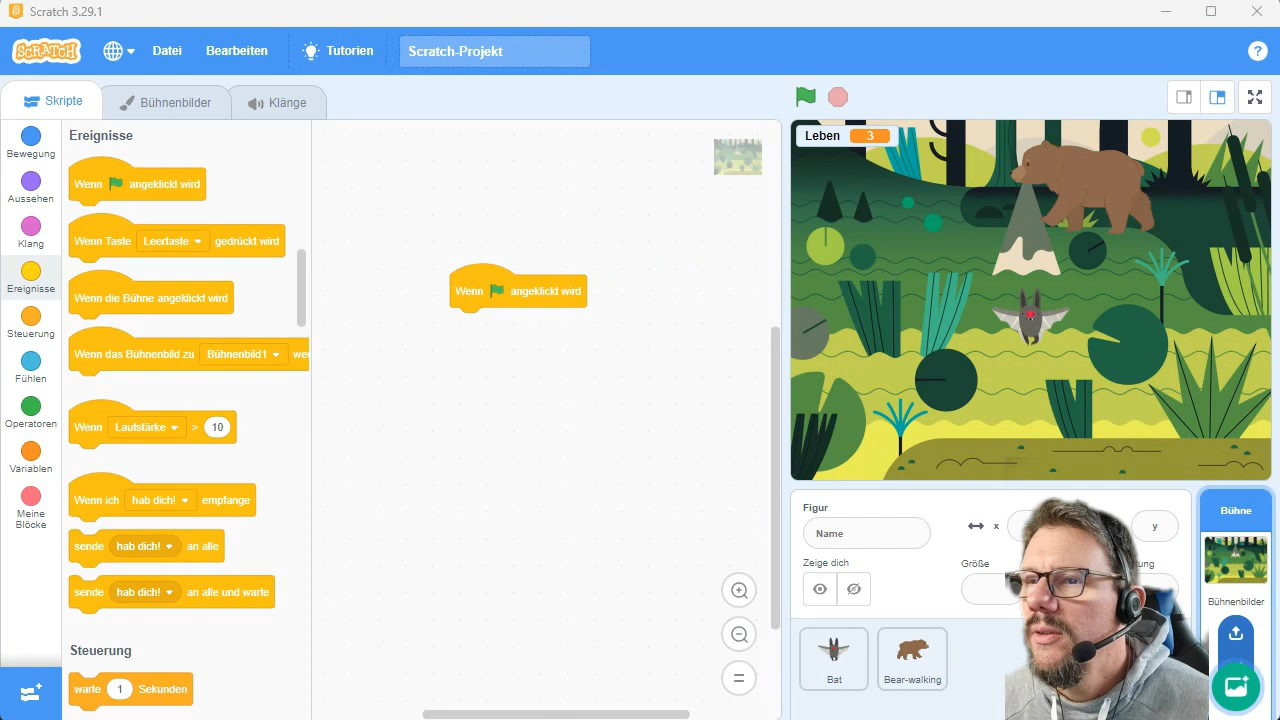 Scratch 3.29.1
SCRATCH
Datei
Bearbeiten
Tutorien
Scratch-Projekt
?
Skripte
Bühnenbilder
Klänge
Bewegung
Aussehen
Klang
Ereignisse
Steuerung
Fühlen
Operatoren
Variablen
Meine
Blöcke
Ereignisse
Wenn angeklickt wird
Wenn Taste Leertaste gedrückt wird
Wenn die Bühne angeklickt wird
Wenn das Bühnenbild zu Bühnenbild1
Wenn Lautstärke > 10
Wenn ich hab dich! empfange
sende hab dich! an alle
sende hab dich! an alle und warte
Steuerung
warte 1 Sekunden
Wenn angeklickt wird
Leben 3
Figur
Name
x
y
Zeige dich
Größe
Bat
Bear-walking
Bühne
Bühnenbilder